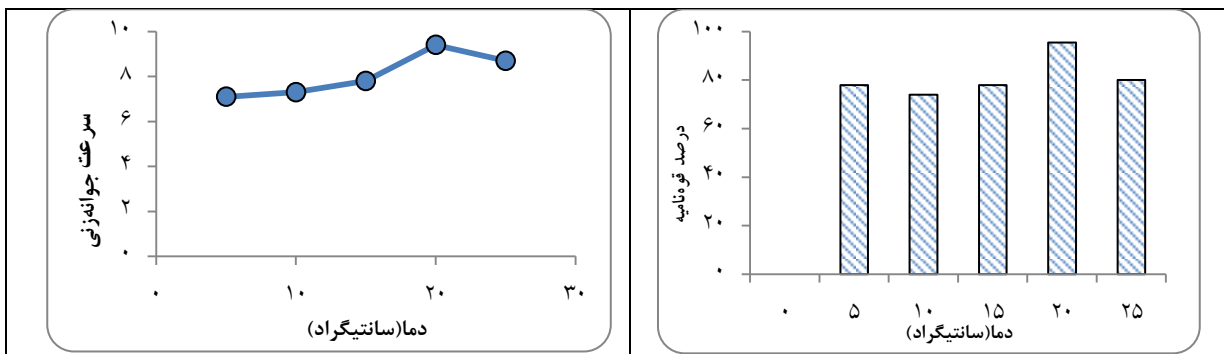 ۱۰
۸
۶
۴
۲
۰
سرعت جوانه‌زنی
۰ ۱۰ ۲۰ ۳۰
دما(سانتیگراد)
۱۰۰
۸۰
۶۰
۴۰
۲۰
۰
درصد قوه‌نامیه
۰ ۵ ۱۰ ۱۵ ۲۰ ۲۵
دما(سانتیگراد)